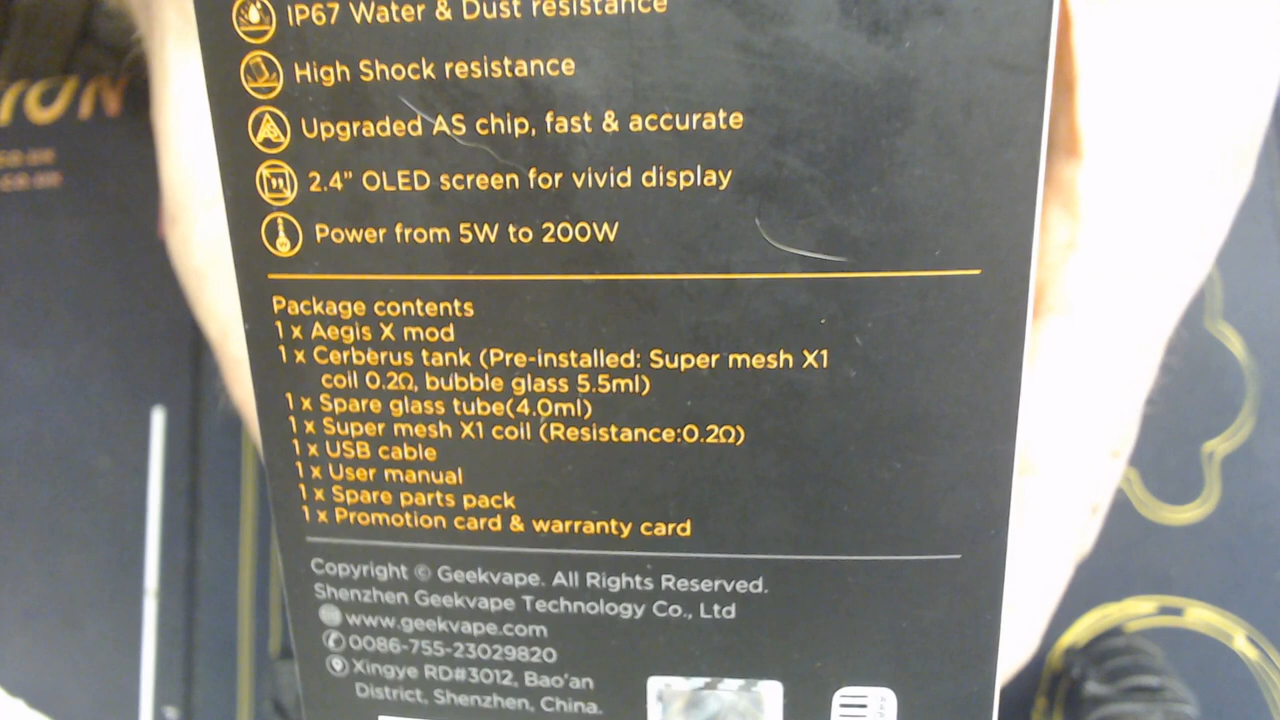 IP67 Water & Dust resistance
High Shock resistance
Upgraded AS chip, fast & accurate
2.4” OLED screen for vivid display
Power from 5W to 200W
Package contents
1 x Aegis X mod
1 x Cerberus tank (Pre-installed: Super mesh X1
coil 0.2Ω, bubble glass 5.5ml)
1 x Spare glass tube(4.0ml)
1 x Super mesh X1 coil (Resistance:0.2Ω)
1 x USB cable
1 x User manual
1 x Spare parts pack
1 x Promotion card & warranty card
Copyright © Geekvape. All Rights Reserved.
Shenzhen Geekvape Technology Co., Ltd
www.geekvape.com
0086-755-23029820
Xingye RD#3012, Bao'an
District, Shenzhen, China.